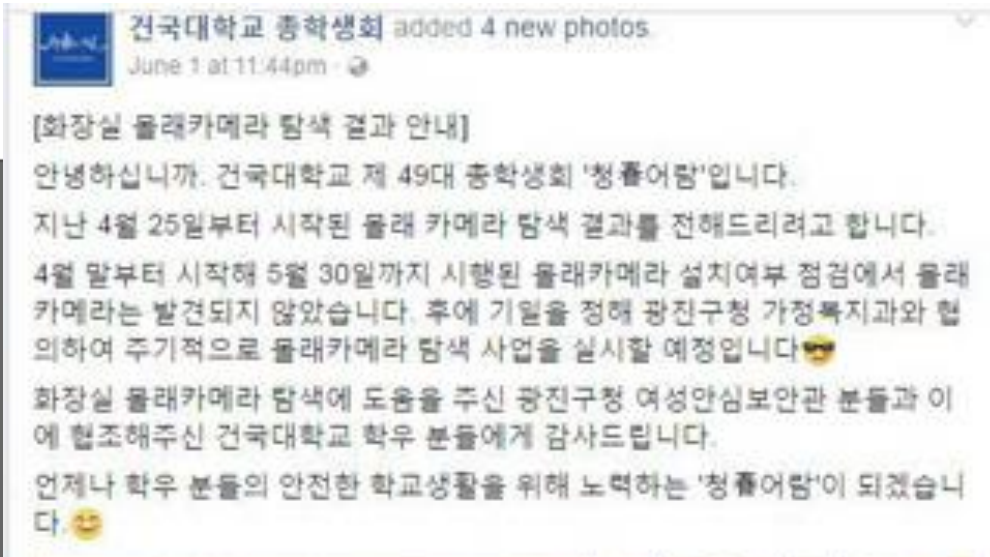 건국대학교 총학생회 added 4 new photos
June 1 at 11:44pm ·
[화장실 몰래카메라 탐색 결과 안내]
안녕하십니까. 건국대학교 제 49대 총학생회 '청春어람'입니다.
지난 4월 25일부터 시작된 몰래 카메라 탐색 결과를 전해드리려고 합니다.
4월 말부터 시작해 5월 30일까지 시행된 몰래카메라 설치여부 점검에서 몰래
카메라는 발견되지 않았습니다. 후에 기일을 정해 광진구청 가정복지과와 협
의하여 주기적으로 몰래카메라 탐색 사업을 실시할 예정입니다😎
화장실 몰래카메라 탐색에 도움을 주신 광진구청 여성안심보안관 분들과 이
에 협조해주신 건국대학교 학우 분들에게 감사드립니다.
언제나 학우 분들의 안전한 학교생활을 위해 노력하는 '청春어람'이 되겠습니
다.😊